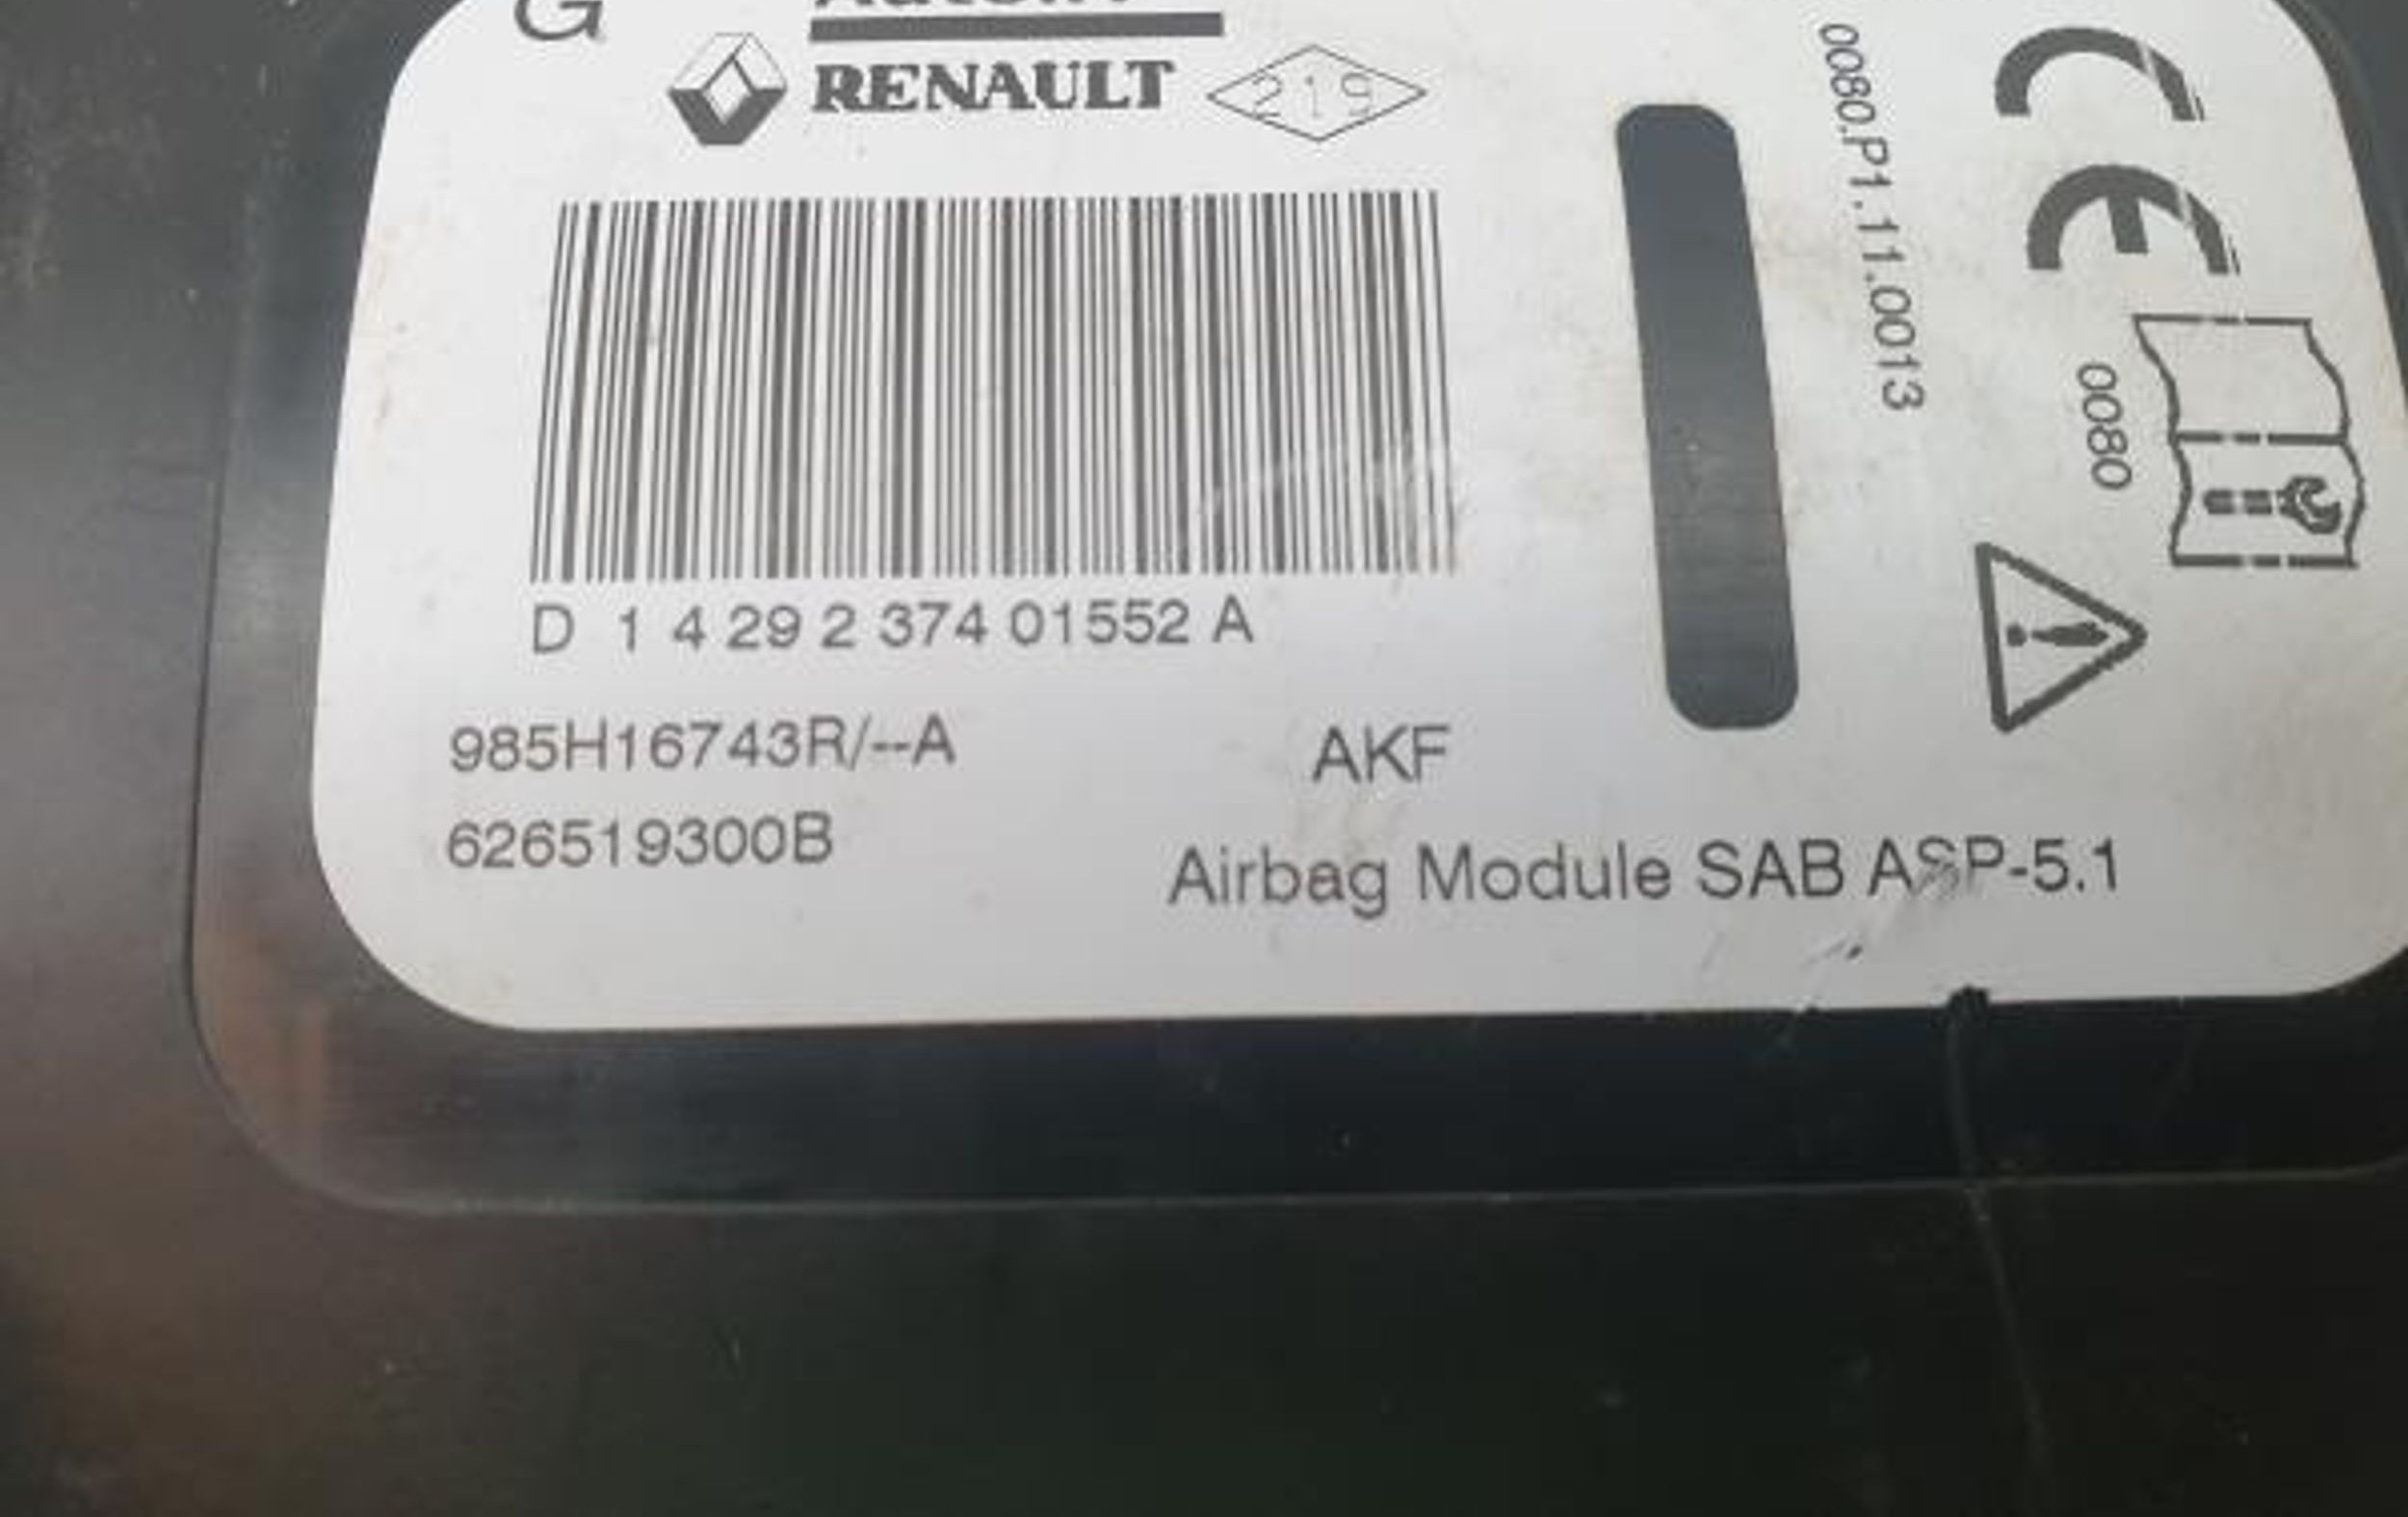 G
RENAULT 219
D 1 4 29 2 374 01552 A
985H16743R/--A AKF
626519300B
Airbag Module SAB ASP-5.1
0080.P1.11.0013
CE
0080